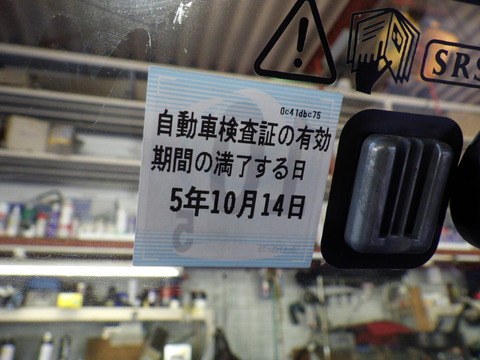 SRS
0c41dbc75
自動車検査証の有効
期間の満了する日
5年10月14日